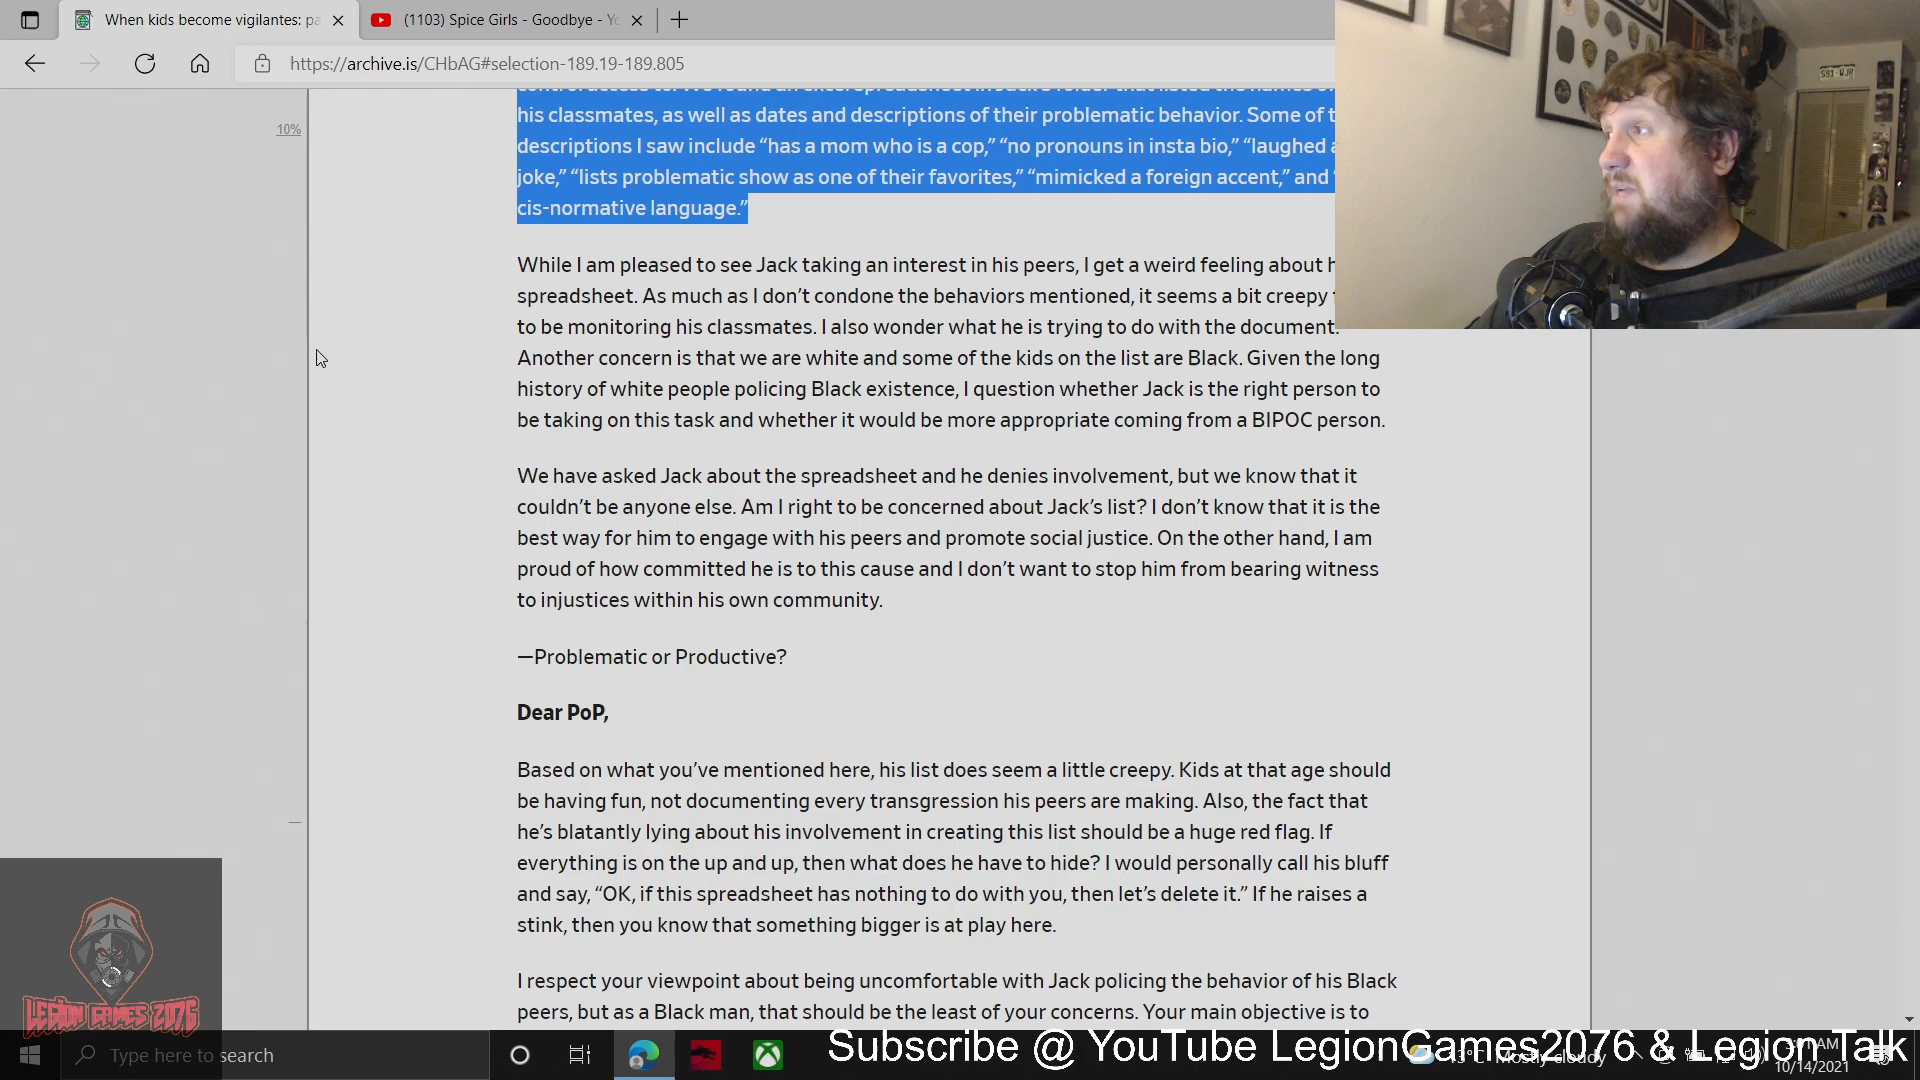 When kids become vigilantes: pa
(1103) Spice Girls - Goodbye - Yo
https://archive.is/CHbAG#selection-189.19-189.805
S91 WJR
10%
his classmates, as well as dates and descriptions of their problematic behavior. Some of t
descriptions I saw include “has a mom who is a cop,” “no pronouns in insta bio,” “laughed a
joke,” “lists problematic show as one of their favorites,” “mimicked a foreign accent,” and “
cis-normative language.”
While I am pleased to see Jack taking an interest in his peers, I get a weird feeling about h
spreadsheet. As much as I don’t condone the behaviors mentioned, it seems a bit creepy
to be monitoring his classmates. I also wonder what he is trying to do with the document.
Another concern is that we are white and some of the kids on the list are Black. Given the long
history of white people policing Black existence, I question whether Jack is the right person to
be taking on this task and whether it would be more appropriate coming from a BIPOC person.
We have asked Jack about the spreadsheet and he denies involvement, but we know that it
couldn’t be anyone else. Am I right to be concerned about Jack’s list? I don’t know that it is the
best way for him to engage with his peers and promote social justice. On the other hand, I am
proud of how committed he is to this cause and I don’t want to stop him from bearing witness
to injustices within his own community.
—Problematic or Productive?
Dear PoP,
Based on what you’ve mentioned here, his list does seem a little creepy. Kids at that age should
be having fun, not documenting every transgression his peers are making. Also, the fact that
he’s blatantly lying about his involvement in creating this list should be a huge red flag. If
everything is on the up and up, then what does he have to hide? I would personally call his bluff
and say, “OK, if this spreadsheet has nothing to do with you, then let’s delete it.” If he raises a
stink, then you know that something bigger is at play here.
I respect your viewpoint about being uncomfortable with Jack policing the behavior of his Black
peers, but as a Black man, that should be the least of your concerns. Your main objective is to
LEGION GAMES 2076
Type here to search
Subscribe @ YouTube LegionGames2076 & Legion Talk
Mostly cloudy
10/14/2021